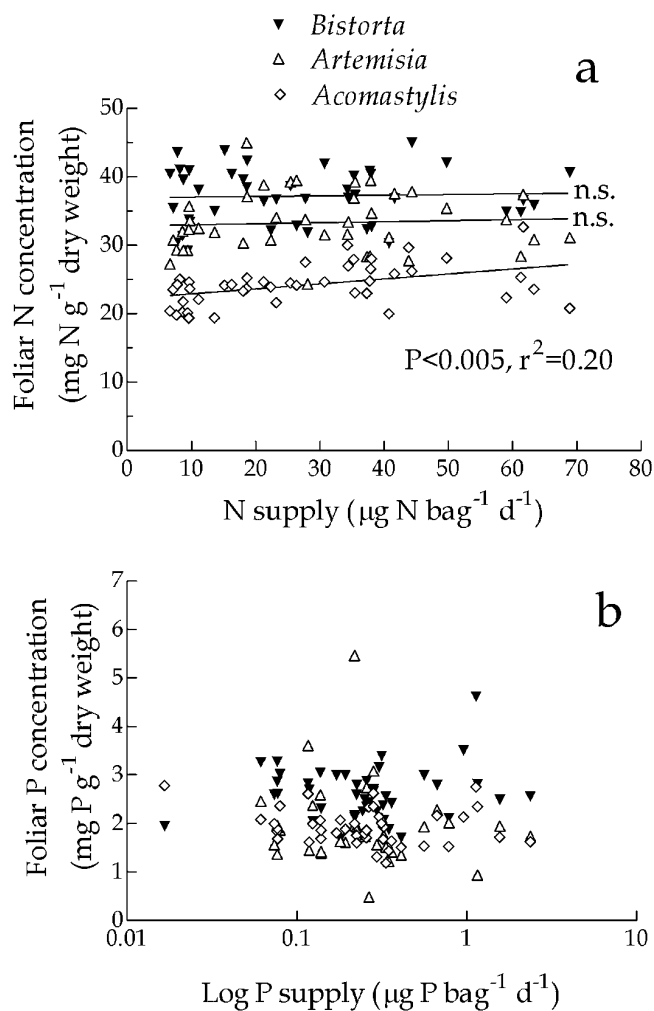 Bistorta
Artemisia
Acomastylis
a
50
40
30
20
10
0
n.s.
n.s.
P<0.005, r²=0.20
0 10 20 30 40 50 60 70 80
Foliar N concentration
(mg N g⁻¹ dry weight)
N supply (µg N bag⁻¹ d⁻¹)
b
7
6
5
4
3
2
1
0
0.01 0.1 1 10
Foliar P concentration
(mg P g⁻¹ dry weight)
Log P supply (µg P bag⁻¹ d⁻¹)